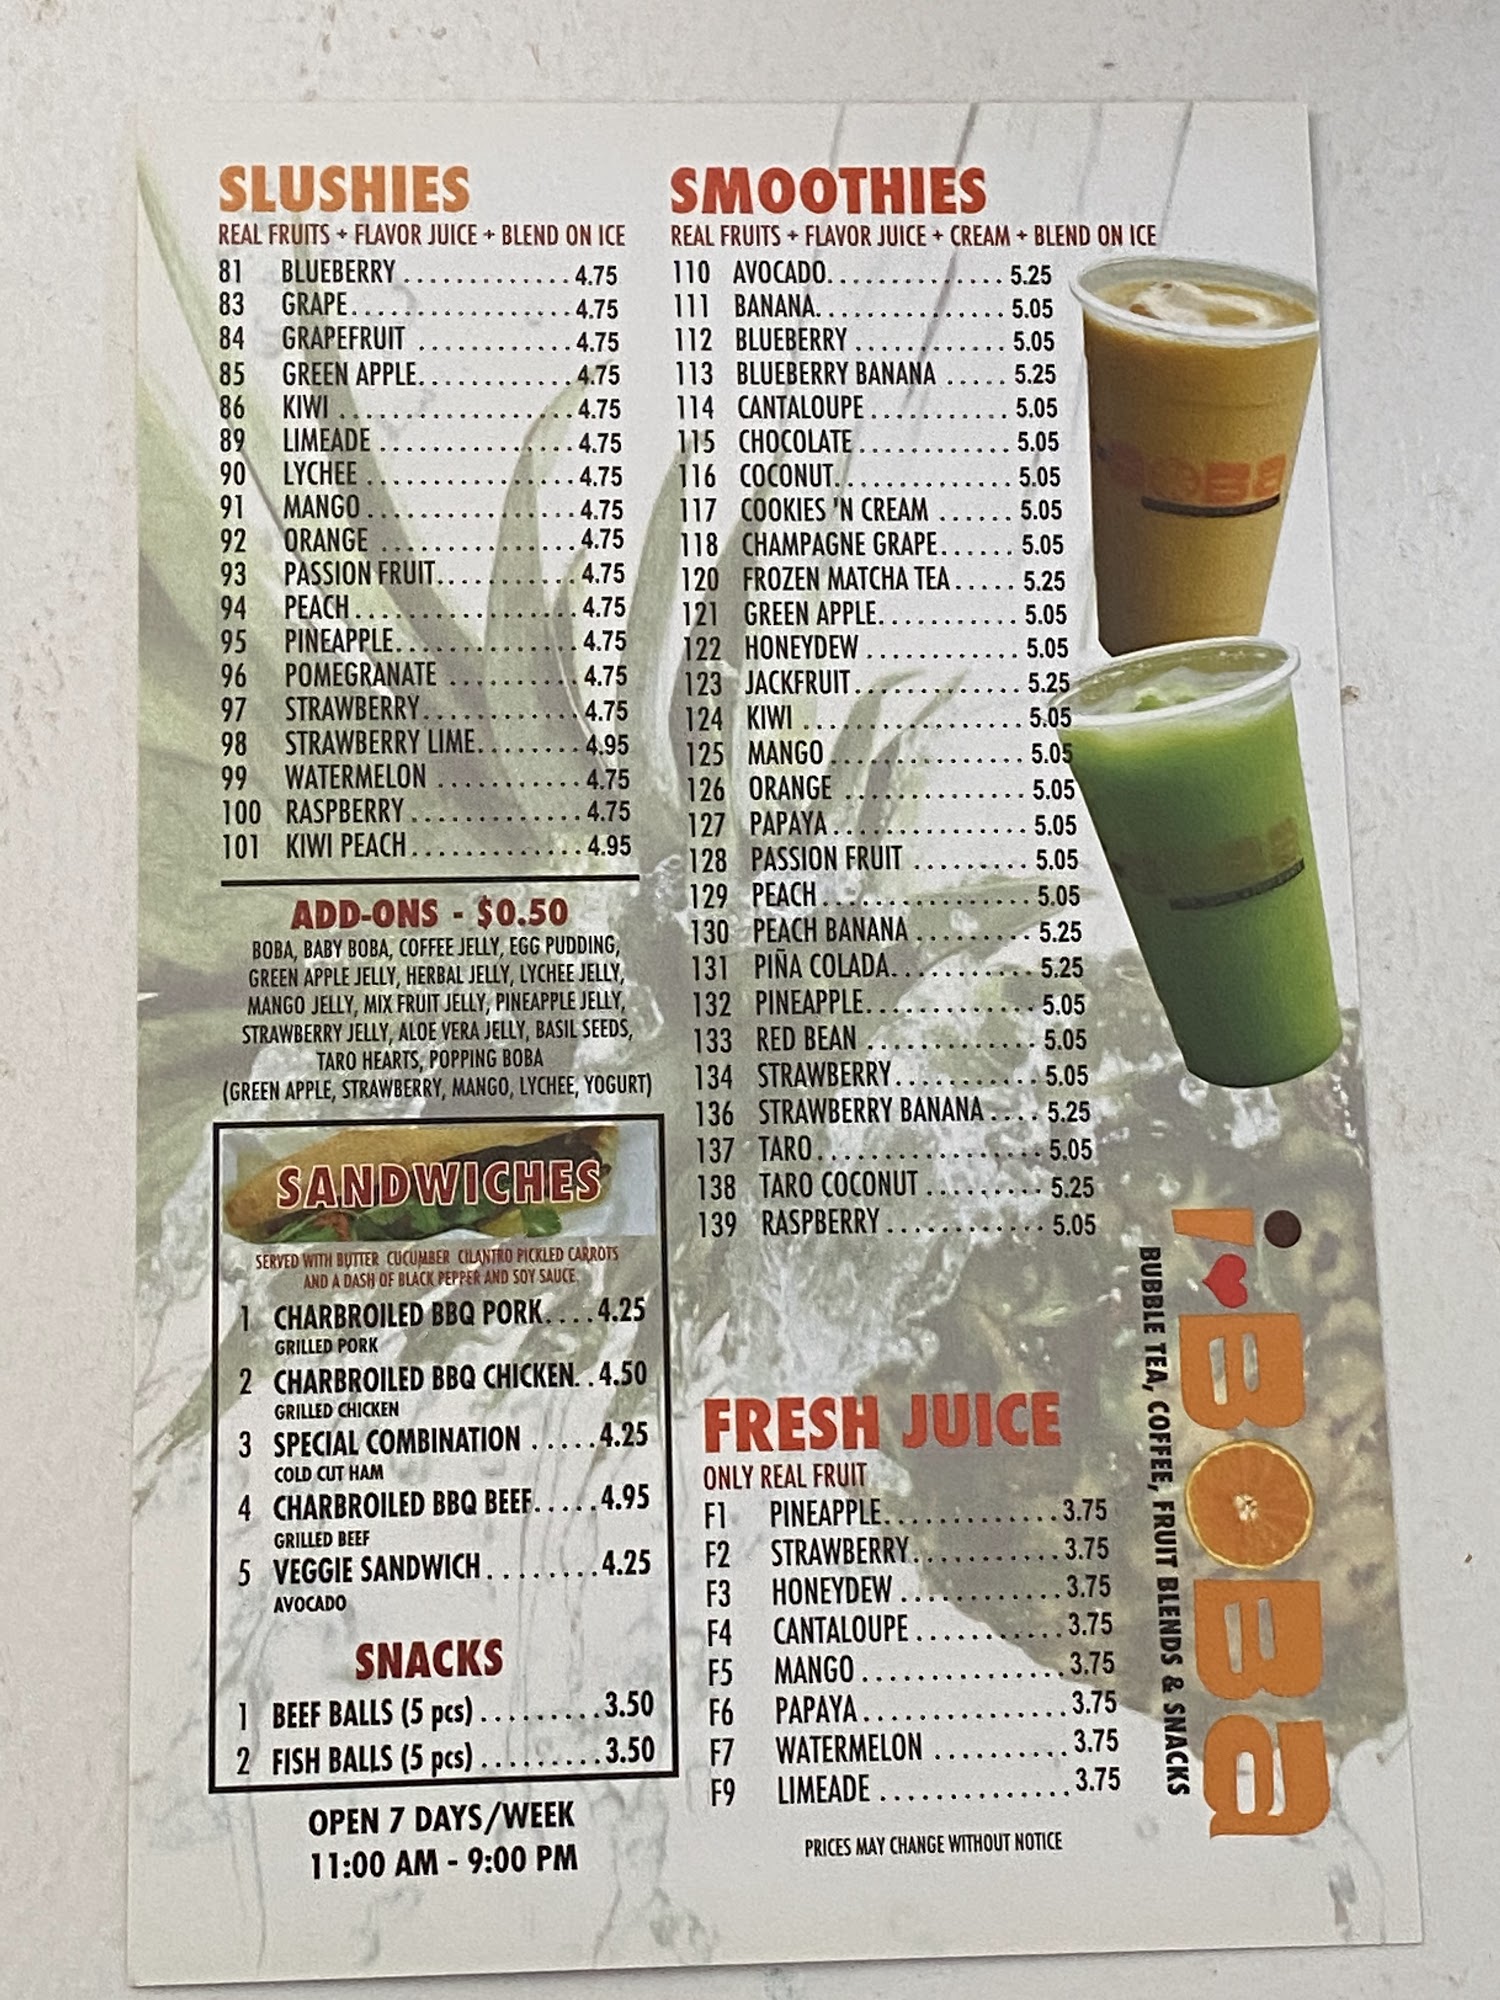 SLUSHIES
REAL FRUITS + FLAVOR JUICE + BLEND ON ICE
81 BLUEBERRY ............. 4.75
83 GRAPE.................. 4.75
84 GRAPEFRUIT ............ 4.75
85 GREEN APPLE............ 4.75
86 KIWI ................... 4.75
89 LIMEADE ................ 4.75
90 LYCHEE ................. 4.75
91 MANGO .................. 4.75
92 ORANGE ................. 4.75
93 PASSION FRUIT........... 4.75
94 PEACH................... 4.75
95 PINEAPPLE............... 4.75
96 POMEGRANATE ........... 4.75
97 STRAWBERRY............. 4.75
98 STRAWBERRY LIME........ 4.95
99 WATERMELON ............ 4.75
100 RASPBERRY .............. 4.75
101 KIWI PEACH.............. 4.95
ADD-ONS - $0.50
BOBA, BABY BOBA, COFFEE JELLY, EGG PUDDING,
GREEN APPLE JELLY, HERBAL JELLY, LYCHEE JELLY,
MANGO JELLY, MIX FRUIT JELLY, PINEAPPLE JELLY,
STRAWBERRY JELLY, ALOE VERA JELLY, BASIL SEEDS,
TARO HEARTS, POPPING BOBA
(GREEN APPLE, STRAWBERRY, MANGO, LYCHEE, YOGURT)
SANDWICHES
SERVED WITH BUTTER CUCUMBER CILANTRO PICKLED CARROTS
AND A DASH OF BLACK PEPPER AND SOY SAUCE
1 CHARBROILED BBQ PORK....4.25
GRILLED PORK
2 CHARBROILED BBQ CHICKEN. .4.50
GRILLED CHICKEN
3 SPECIAL COMBINATION .....4.25
COLD CUT HAM
4 CHARBROILED BBQ BEEF.....4.95
GRILLED BEEF
5 VEGGIE SANDWICH........4.25
AVOCADO
SNACKS
1 BEEF BALLS (5 pcs).........3.50
2 FISH BALLS (5 pcs).........3.50
OPEN 7 DAYS/WEEK
11:00 AM - 9:00 PM
SMOOTHIES
REAL FRUITS + FLAVOR JUICE + CREAM + BLEND ON ICE
110 AVOCADO............... 5.25
111 BANANA................ 5.05
112 BLUEBERRY ............. 5.05
113 BLUEBERRY BANANA ..... 5.25
114 CANTALOUPE............ 5.05
115 CHOCOLATE............. 5.05
116 COCONUT............... 5.05
117 COOKIES 'N CREAM ...... 5.05
118 CHAMPAGNE GRAPE...... 5.05
120 FROZEN MATCHA TEA..... 5.25
121 GREEN APPLE............ 5.05
122 HONEYDEW ............. 5.05
123 JACKFRUIT.............. 5.25
124 KIWI .................. 5.05
125 MANGO ................ 5.05
126 ORANGE ............... 5.05
127 PAPAYA................ 5.05
128 PASSION FRUIT .......... 5.05
129 PEACH ................. 5.05
130 PEACH BANANA .......... 5.25
131 PIÑA COLADA............ 5.25
132 PINEAPPLE.............. 5.05
133 RED BEAN .............. 5.05
134 STRAWBERRY............ 5.05
136 STRAWBERRY BANANA .... 5.25
137 TARO.................. 5.05
138 TARO COCONUT .......... 5.25
139 RASPBERRY ............. 5.05
FRESH JUICE
ONLY REAL FRUIT
F1 PINEAPPLE..............3.75
F2 STRAWBERRY............3.75
F3 HONEYDEW .............3.75
F4 CANTALOUPE............3.75
F5 MANGO .................3.75
F6 PAPAYA.................3.75
F7 WATERMELON ...........3.75
F9 LIMEADE ................3.75
PRICES MAY CHANGE WITHOUT NOTICE
i♥BOBa
BUBBLE TEA, COFFEE, FRUIT BLENDS & SNACKS